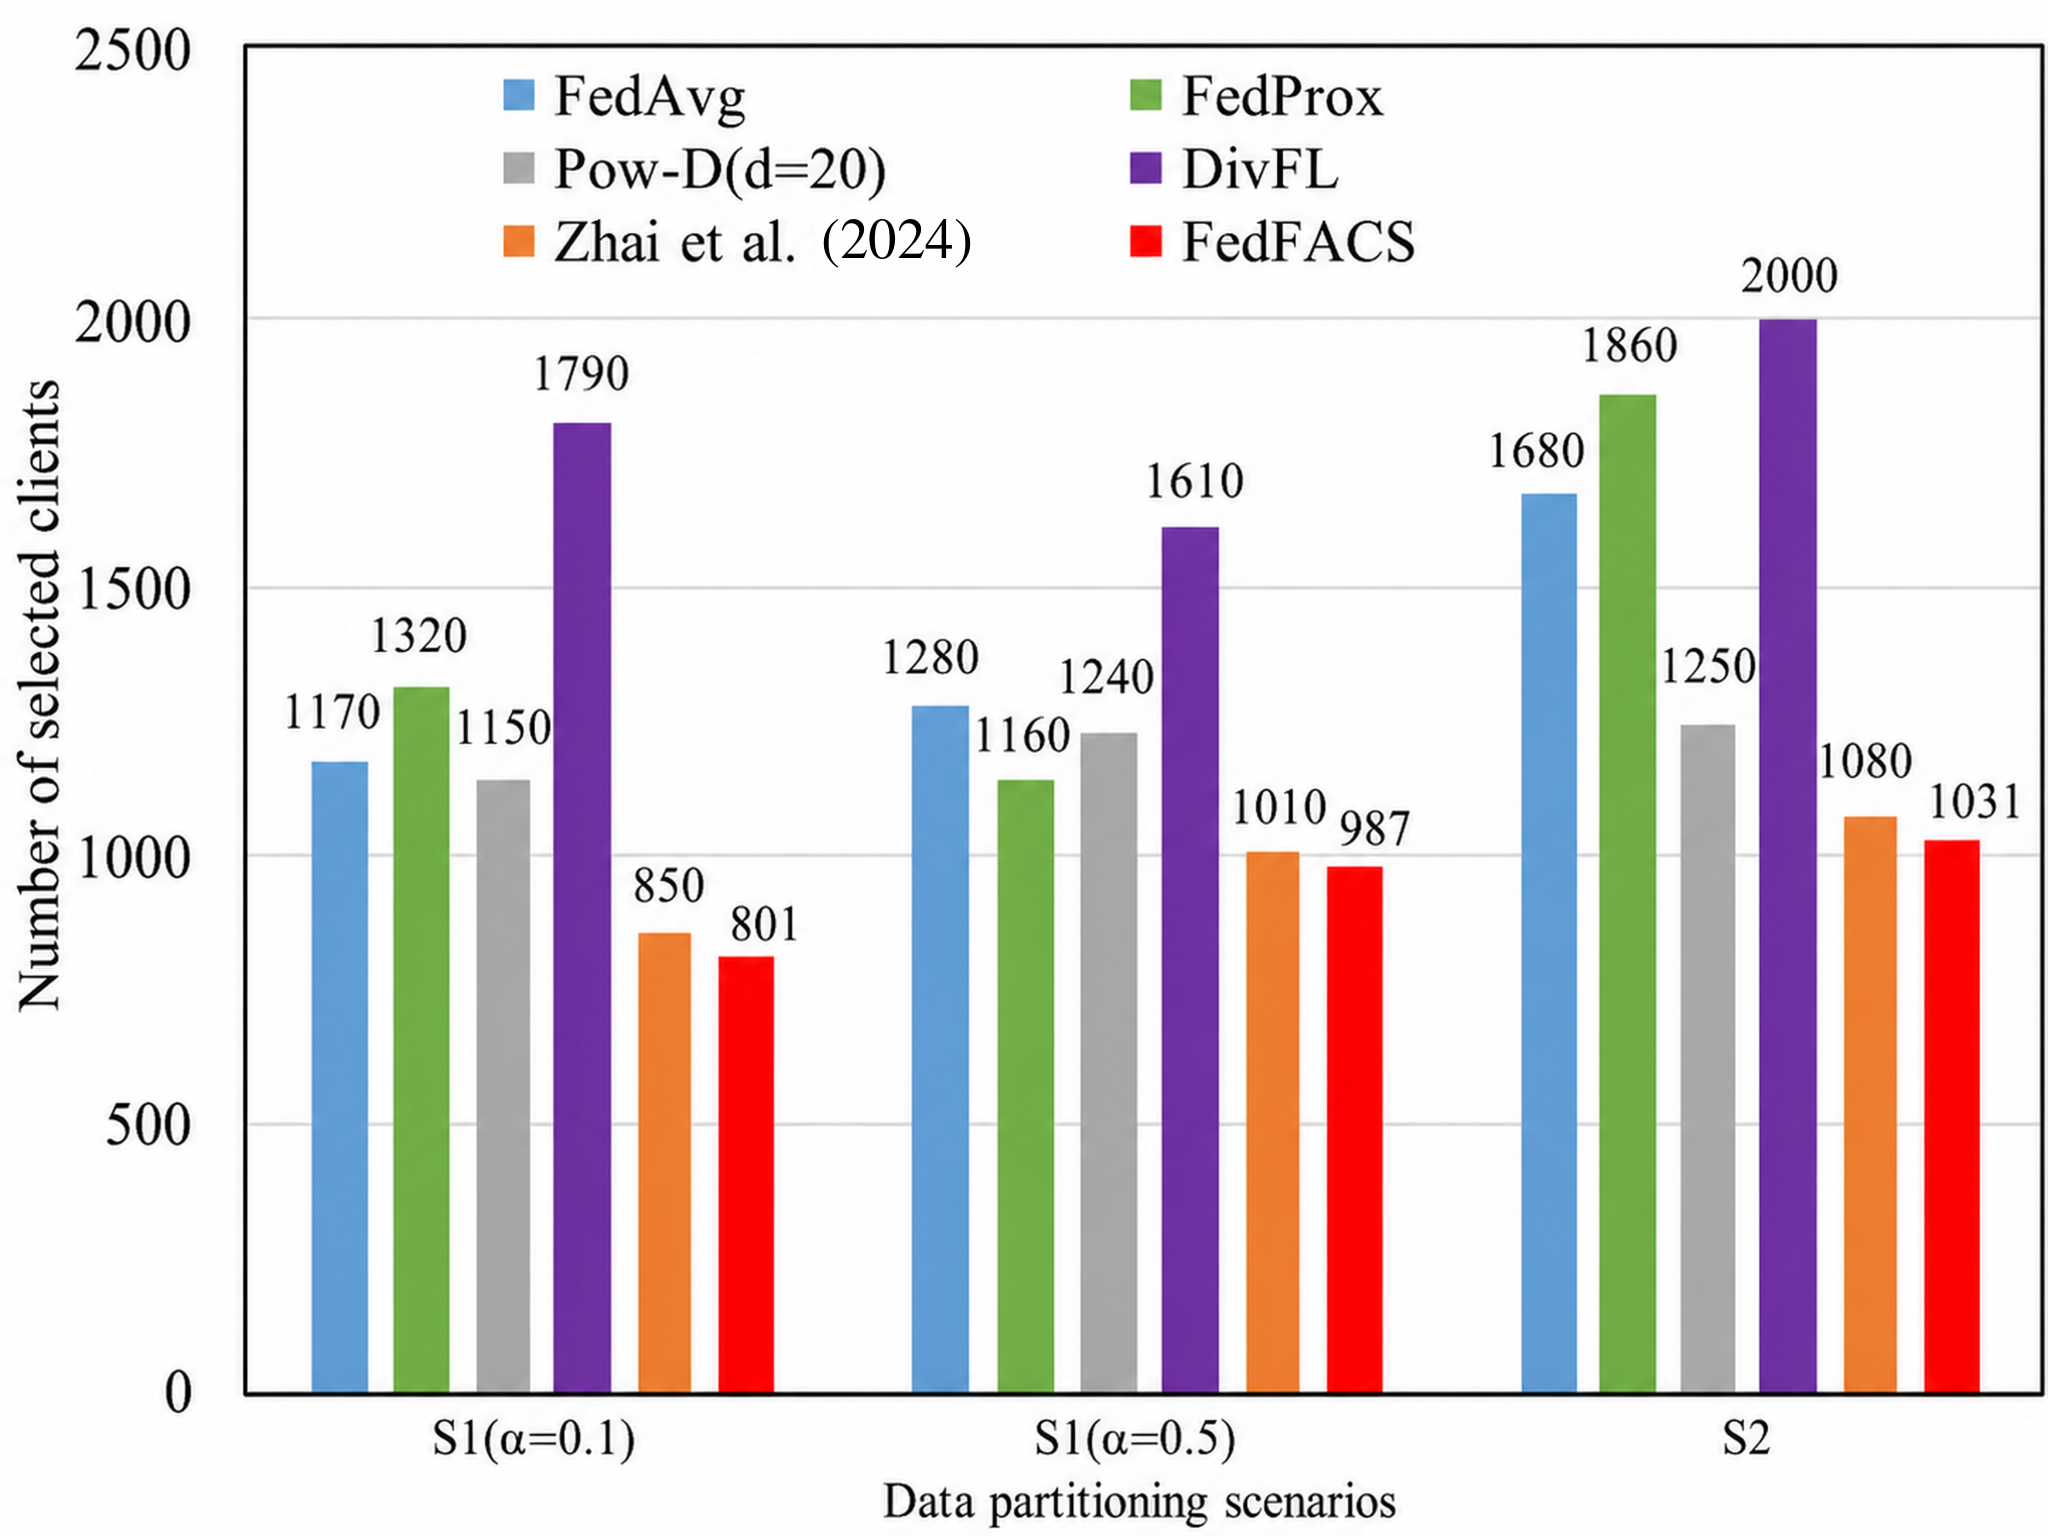 2500
2000
1500
1000
500
0
Number of selected clients
FedAvg
FedProx
Pow-D(d=20)
DivFL
Zhai et al. (2024)
FedFACS
1170
1320
1150
1790
850
801
1280
1160
1240
1610
1010
987
1680
1860
1250
2000
1080
1031
S1(α=0.1)
S1(α=0.5)
S2
Data partitioning scenarios